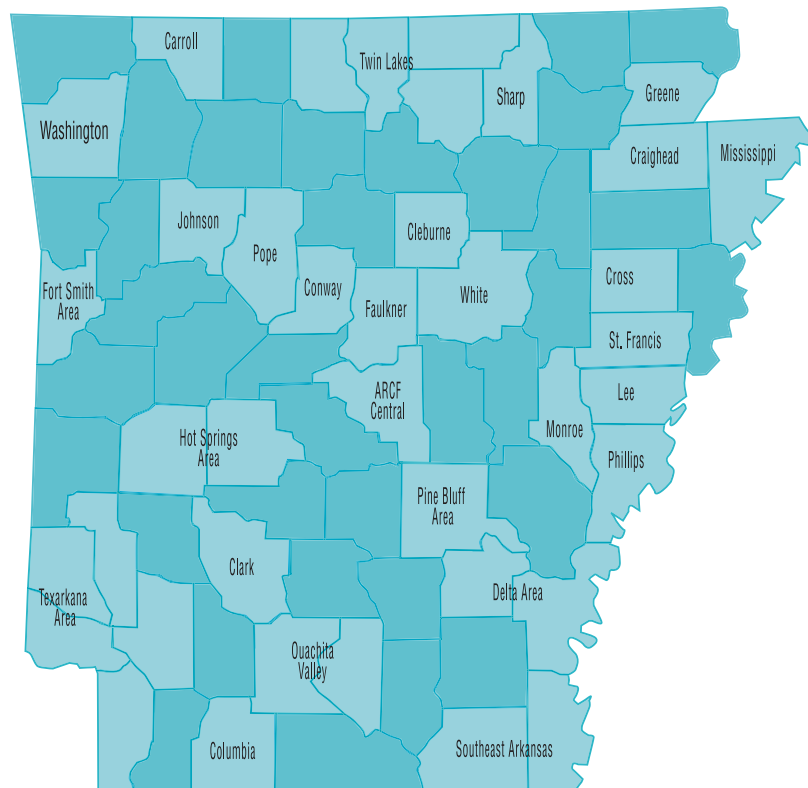 Carroll
Twin Lakes
Sharp
Greene
Washington
Craighead
Mississippi
Johnson
Pope
Cleburne
Conway
Fort Smith
Area
Faulkner
White
Cross
St. Francis
ARCF
Central
Lee
Hot Springs
Area
Monroe
Phillips
Pine Bluff
Area
Clark
Texarkana
Area
Delta Area
Ouachita
Valley
Columbia
Southeast Arkansas